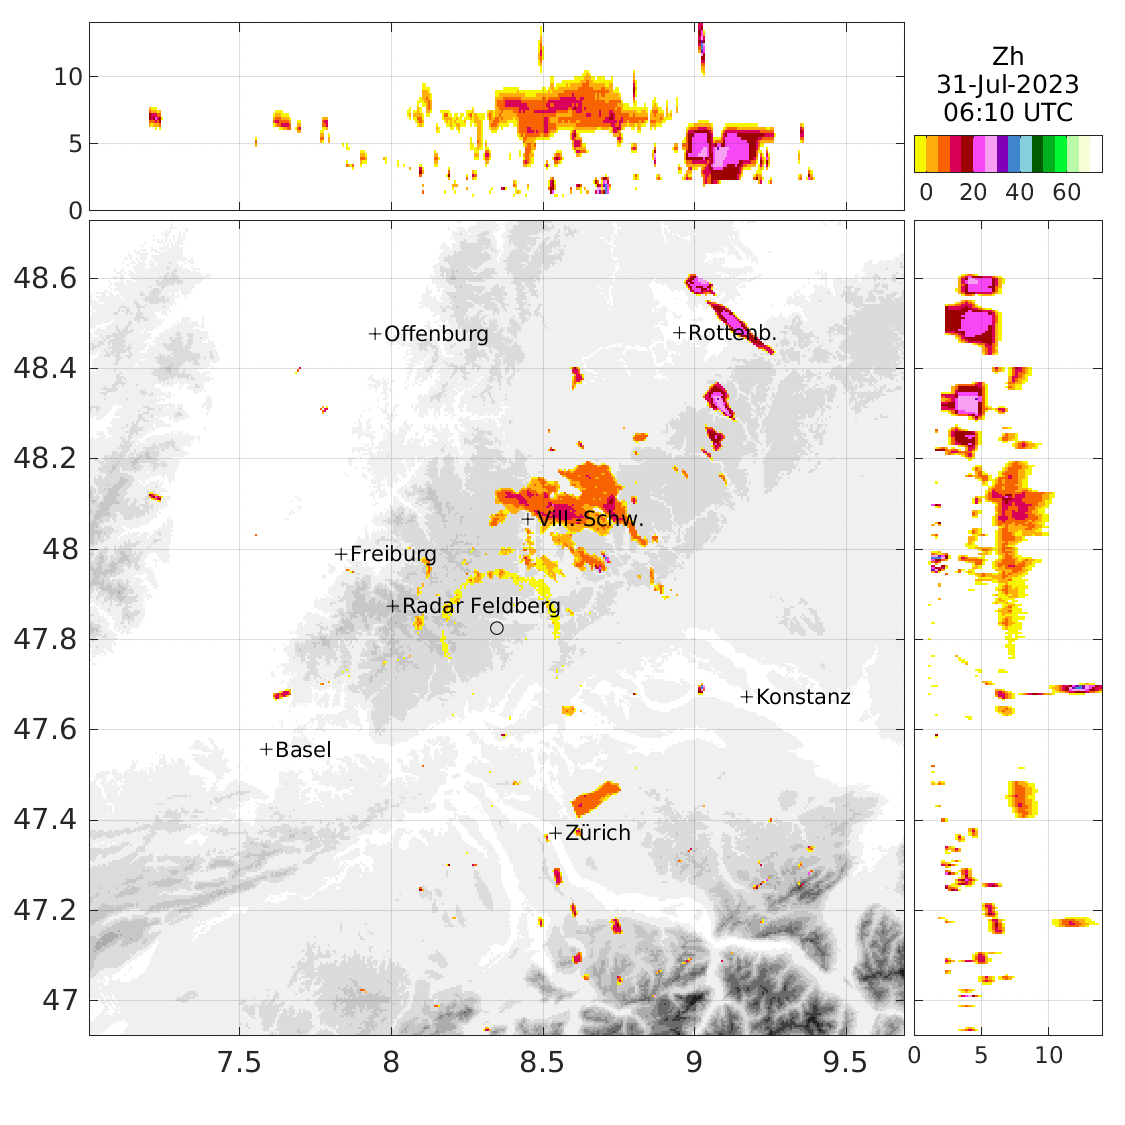 10
5
0
Zh
31-Jul-2023
06:10 UTC
0 20 40 60
48.6
48.4
48.2
48
47.8
47.6
47.4
47.2
47
+Offenburg
+Rottenb.
+Vill.-Schw.
+Freiburg
+Radar Feldberg
+Konstanz
+Basel
+Zürich
7.5 8 8.5 9 9.5
0 5 10